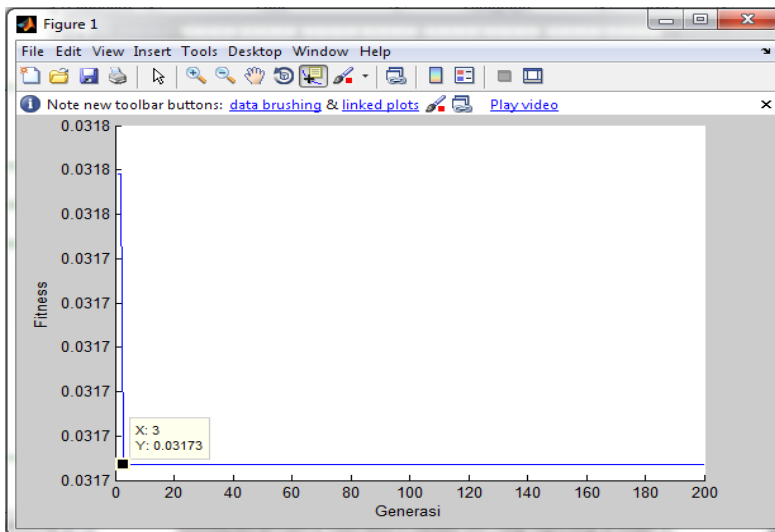 Figure 1
File Edit View Insert Tools Desktop Window Help
Note new toolbar buttons: data brushing & linked plots Play video
0.0318
0.0318
0.0318
0.0317
0.0317
0.0317
0.0317
0.0317
0.0317
Fitness
X: 3
Y: 0.03173
0 20 40 60 80 100 120 140 160 180 200
Generasi